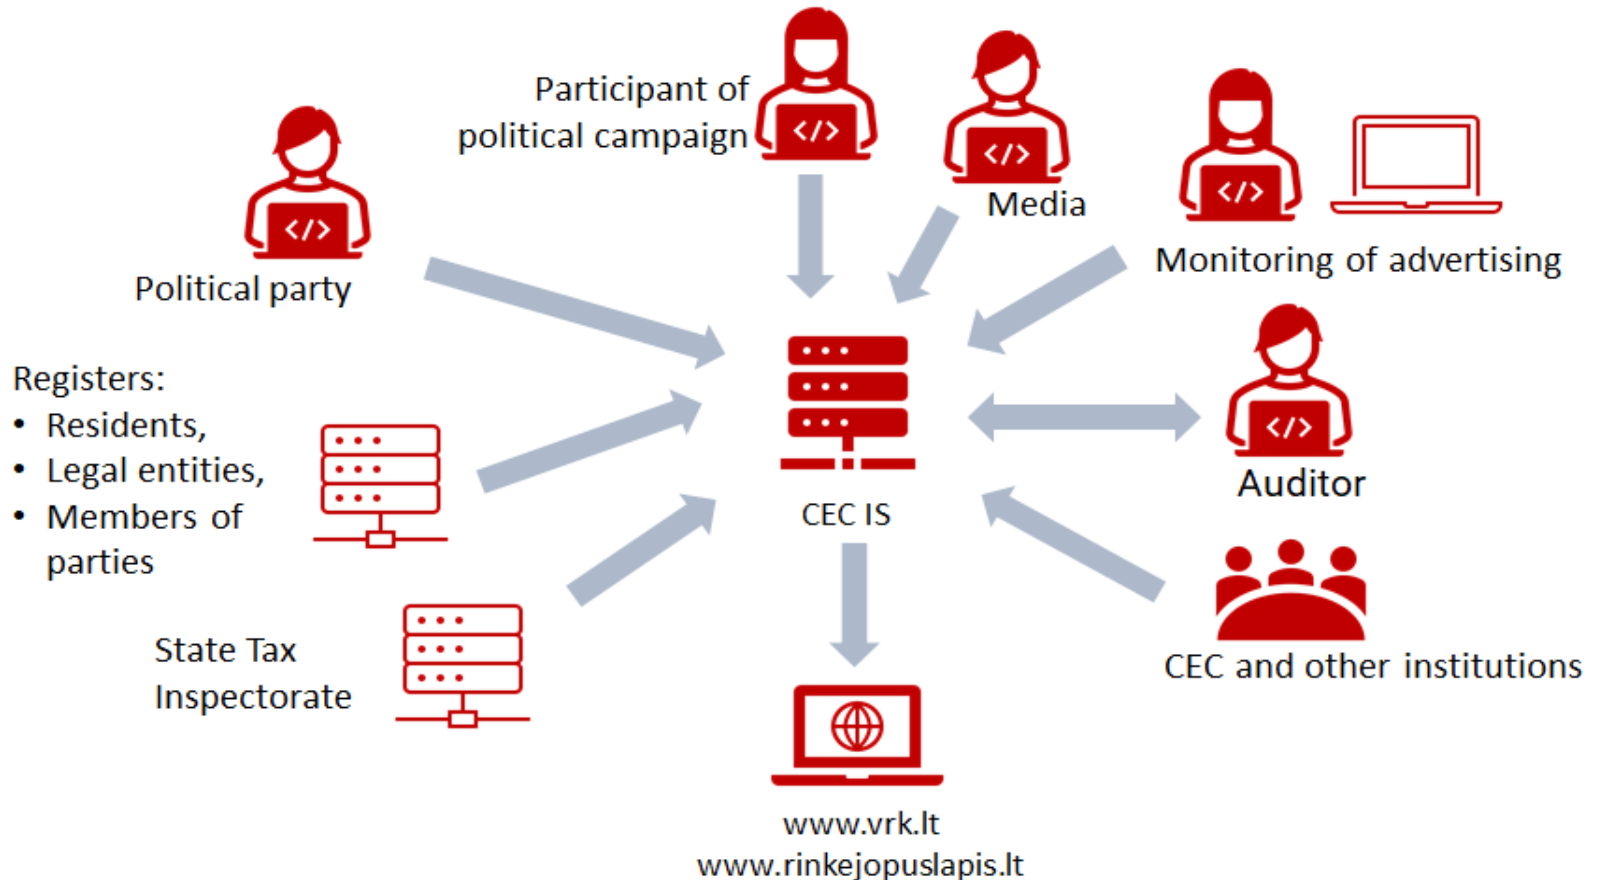 Participant of
political campaign
</>
</>
Media
</>
Monitoring of advertising
</>
Political party
Registers:
• Residents,
• Legal entities,
• Members of
parties
</>
Auditor
CEC IS
State Tax
Inspectorate
CEC and other institutions
www.vrk.lt
www.rinkejopuslapis.lt